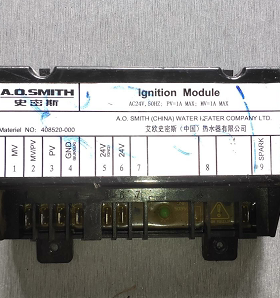 A.O.SMITH Ignition Module
史密斯 AC24V, 50HZ; PV=1A MAX; MV=1A MAX
A.O. SMITH (CHINA) WATER HEATER COMPANY LTD.
Materiel NO: 408520-000 艾欧史密斯（中国）热水器有限公司
MV MV/PV PV GND (BURNER) 24V GND 24V SPARK
1 2 3 4 5 6 7 8 9